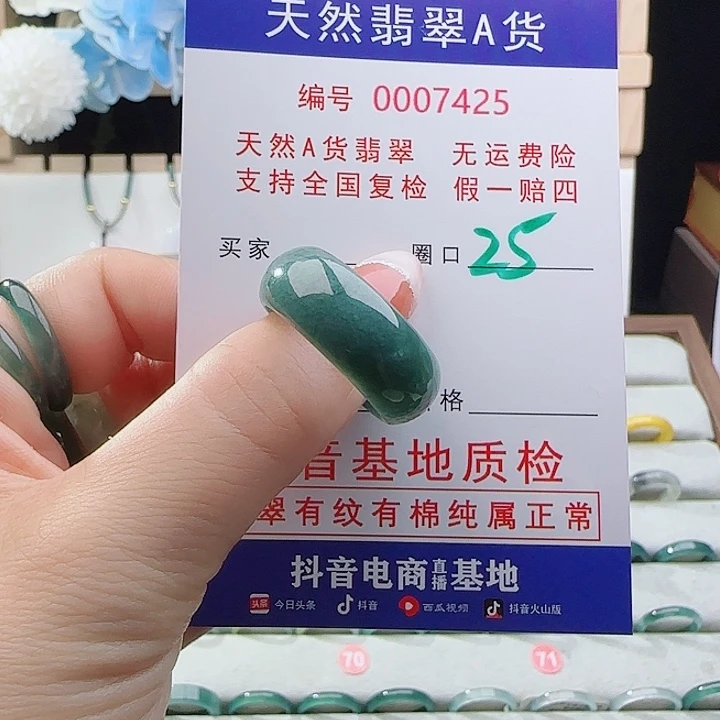 天然翡翠A货
编号 0007425
天然A货翡翠 无运费险
支持全国复检 假一赔四
买家 圈口 25
格
音基地质检
翠有纹有棉纯属正常
抖音电商直播基地
头条 今日头条 抖音 西瓜视频 抖音火山版
70 71